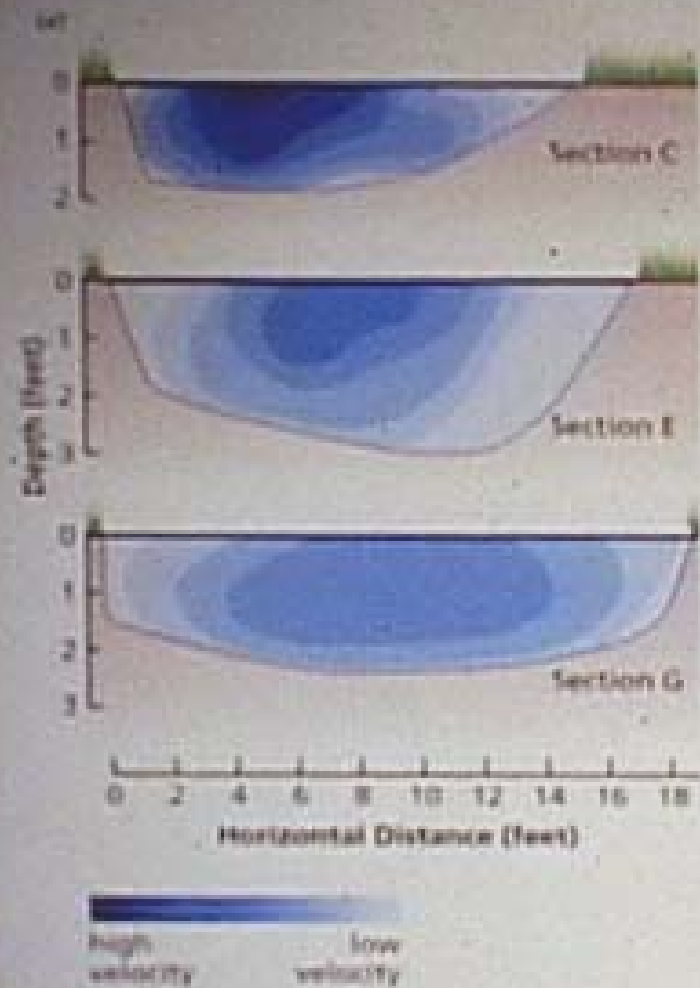 0
1
2
Section C
0
1
2
3
Section E
Depth (feet)
0
1
2
3
Section G
0 2 4 6 8 10 12 14 16 18
Horizontal Distance (feet)
high velocity
low velocity